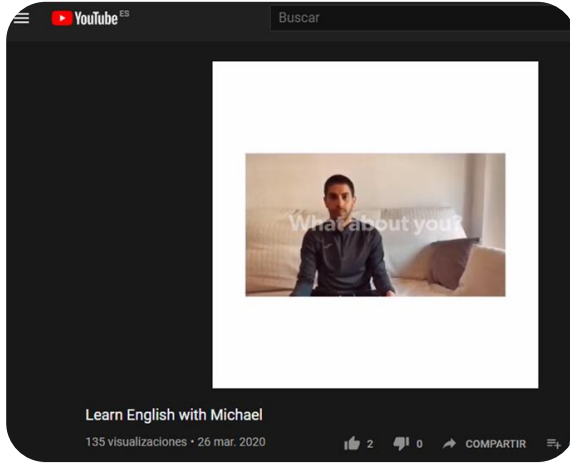 YouTube ES
Buscar
What about you?
Learn English with Michael
135 visualizaciones • 26 mar. 2020
2
0
COMPARTIR